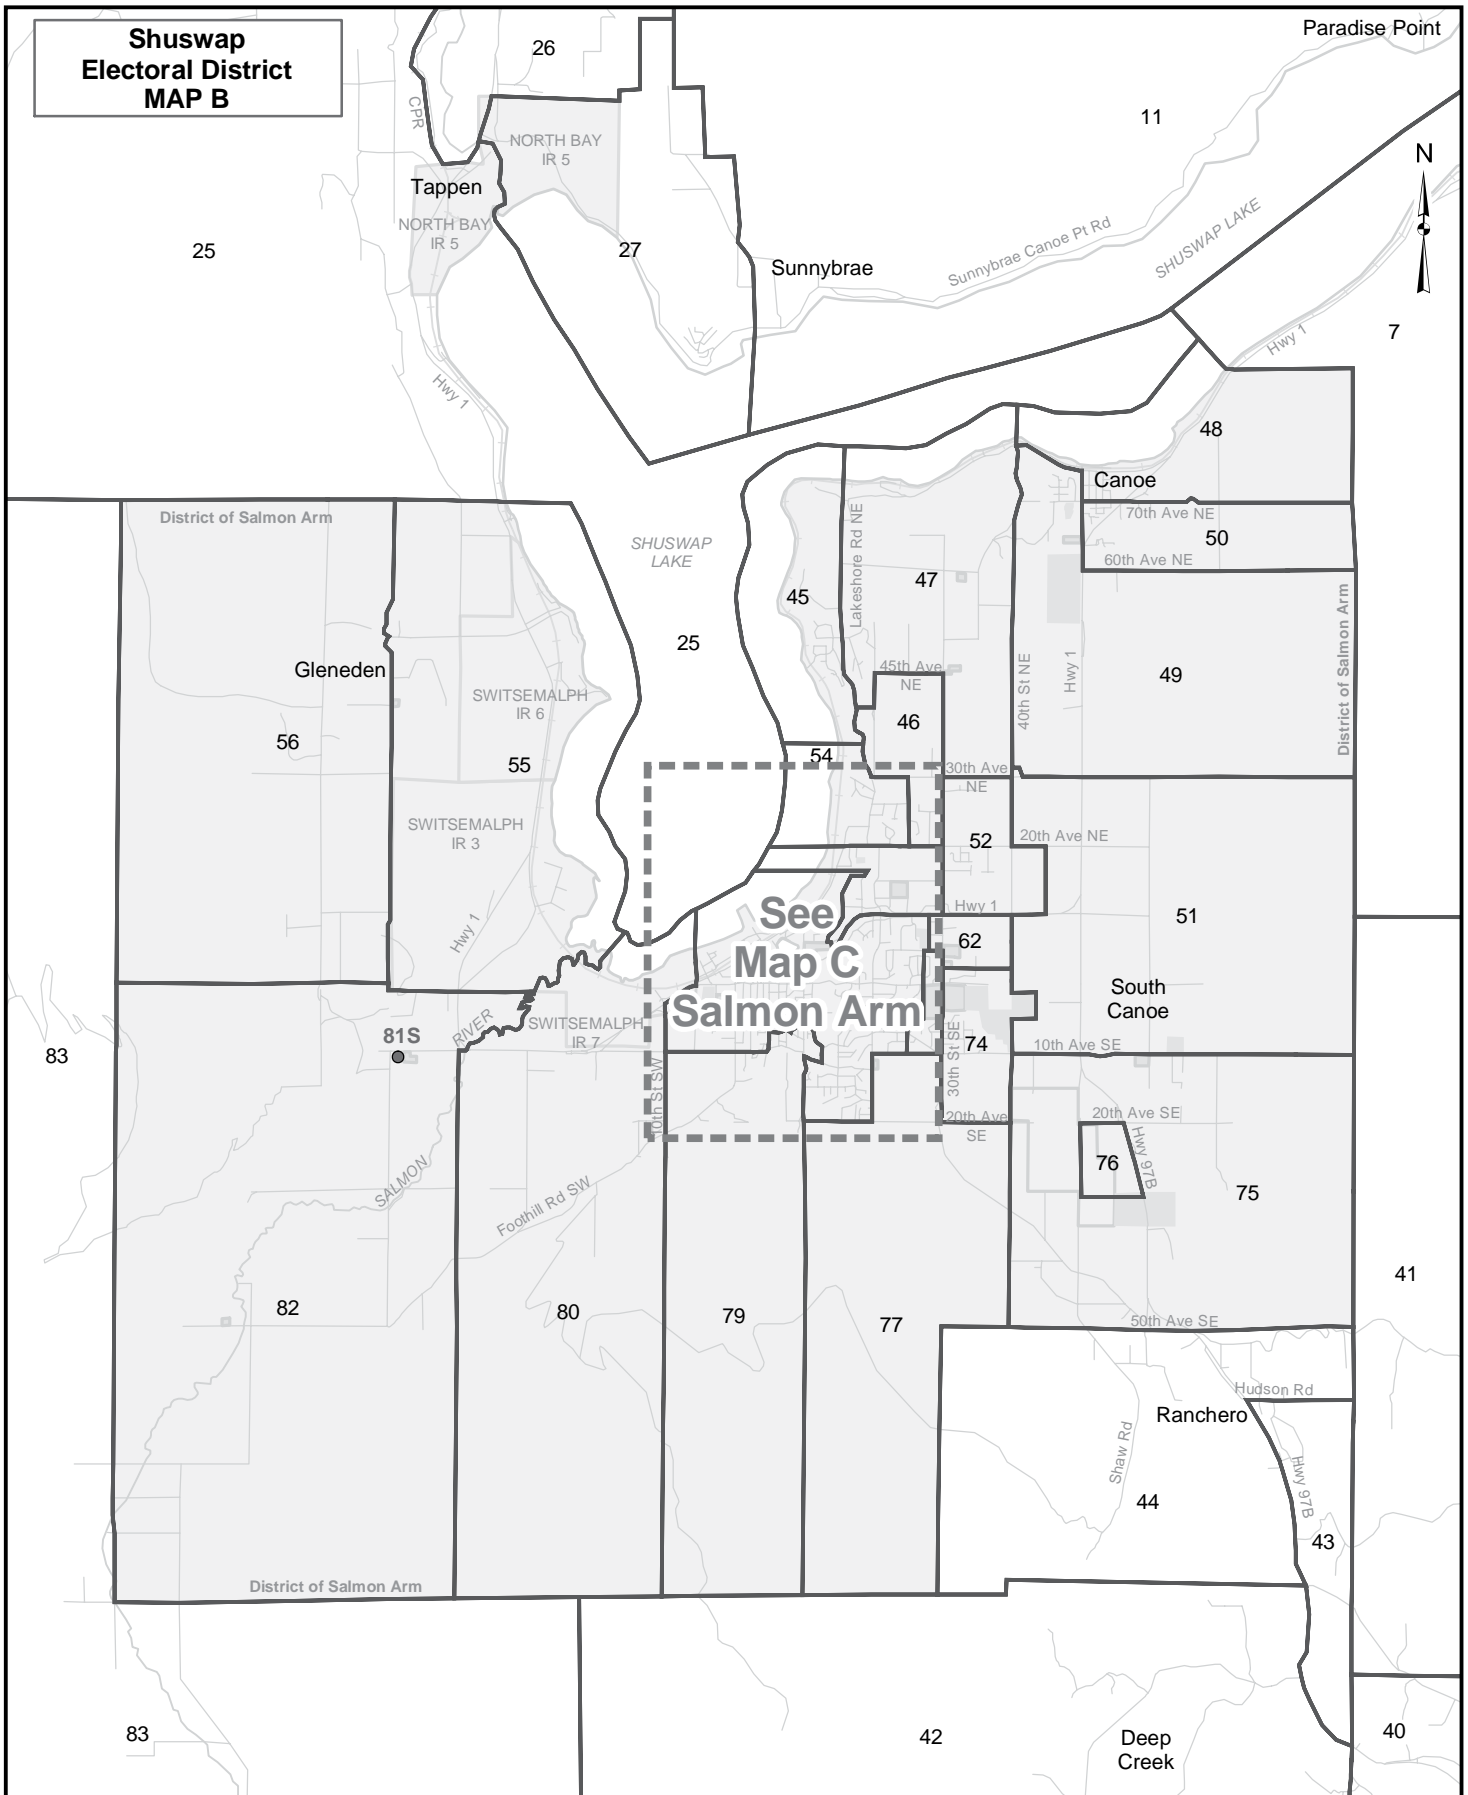 Shuswap
Electoral District
MAP B
Paradise Point
26
11
CPR
NORTH BAY
IR 5
N
Tappen
NORTH BAY
IR 5
25
27
Sunnybrae
Sunnybrae Canoe Pt Rd
SHUSWAP LAKE
7
Hwy 1
Hwy 1
48
Canoe
District of Salmon Arm
70th Ave NE
50
60th Ave NE
SHUSWAP
LAKE
45
Lakeshore Rd NE
47
25
Gleneden
45th Ave
NE
40th St NE
Hwy 1
49
District of Salmon Arm
SWITSEMALPH
IR 6
46
56
55
54
30th Ave
NE
SWITSEMALPH
IR 3
52
20th Ave NE
Hwy 1
See
Map C
Salmon Arm
Hwy 1
62
51
South
Canoe
81S
RIVER
SWITSEMALPH
IR 7
83
74
10th Ave SE
30th St SE
10th St SW
20th Ave
SE
20th Ave SE
76
Hwy 97B
75
SALMON
Foothill Rd SW
41
82
80
79
77
50th Ave SE
Hudson Rd
Ranchero
Shaw Rd
Hwy 97B
44
43
District of Salmon Arm
83
42
Deep
Creek
40